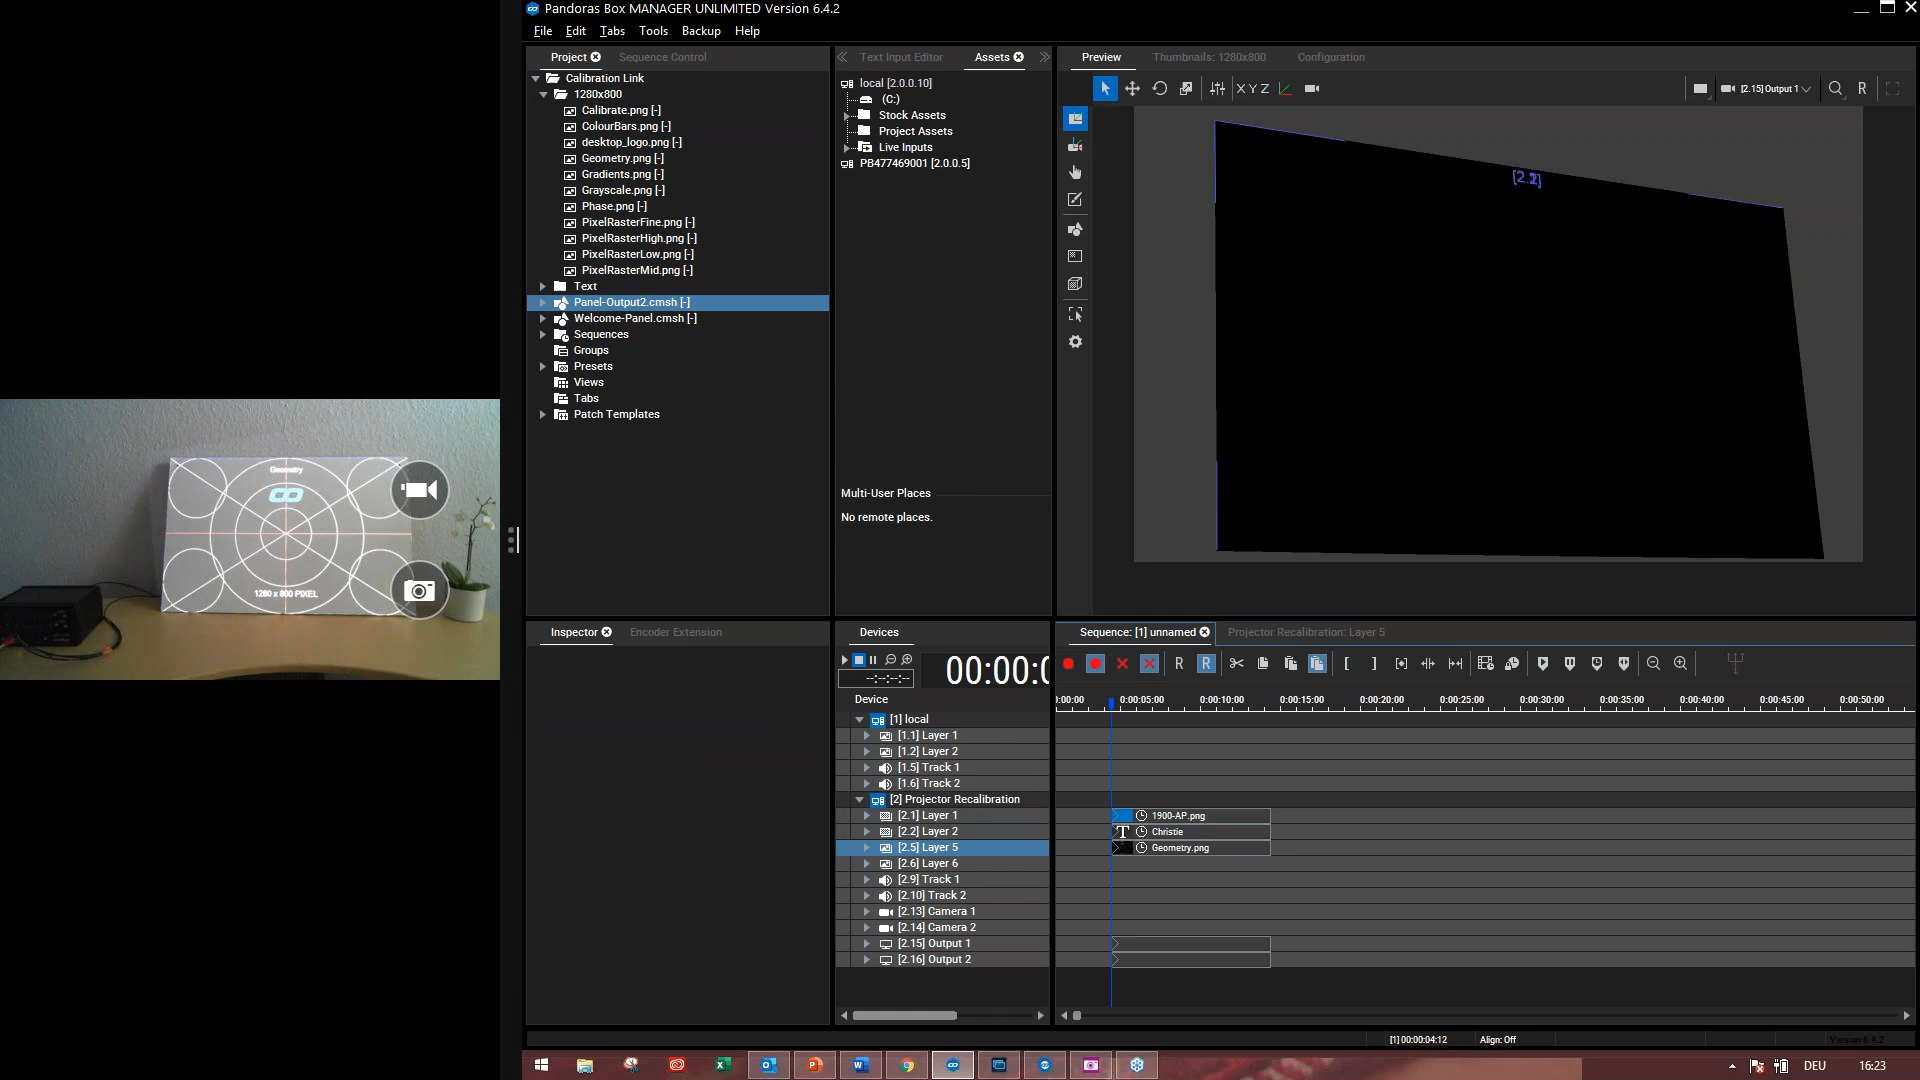 Pandoras Box MANAGER UNLIMITED Version 6.4.2
File Edit Tabs Tools Backup Help
Project Sequence Control
Text Input Editor Assets
Preview Thumbnails: 1280x800 Configuration
Calibration Link
1280x800
Calibrate.png [-]
ColourBars.png [-]
desktop_logo.png [-]
Geometry.png [-]
Gradients.png [-]
Grayscale.png [-]
Phase.png [-]
PixelRasterFine.png [-]
PixelRasterHigh.png [-]
PixelRasterLow.png [-]
PixelRasterMid.png [-]
Text
Panel-Output2.cmsh [-]
Welcome-Panel.cmsh [-]
Sequences
Groups
Presets
Views
Tabs
Patch Templates
local [2.0.0.10]
(C:)
Stock Assets
Project Assets
Live Inputs
PB477469001 [2.0.0.5]
Multi-User Places
No remote places.
X Y Z
[2.15] Output 1
R
Geometry
1280 x 800 PIXEL
Inspector Encoder Extension
Devices
--:--:--:--
00:00:0
Device
[1] local
[1.1] Layer 1
[1.2] Layer 2
[1.5] Track 1
[1.6] Track 2
[2] Projector Recalibration
[2.1] Layer 1
[2.2] Layer 2
[2.5] Layer 5
[2.6] Layer 6
[2.9] Track 1
[2.10] Track 2
[2.13] Camera 1
[2.14] Camera 2
[2.15] Output 1
[2.16] Output 2
Sequence: [1] unnamed Projector Recalibration: Layer 5
R R
0:00:00 0:00:05:00 0:00:10:00 0:00:15:00 0:00:20:00 0:00:25:00 0:00:30:00 0:00:35:00 0:00:40:00 0:00:45:00 0:00:50:00
1900-AP.png
T Christie
Geometry.png
[1] 00:00:04:12 Align: Off Version 6.4.2
DEU 16:23